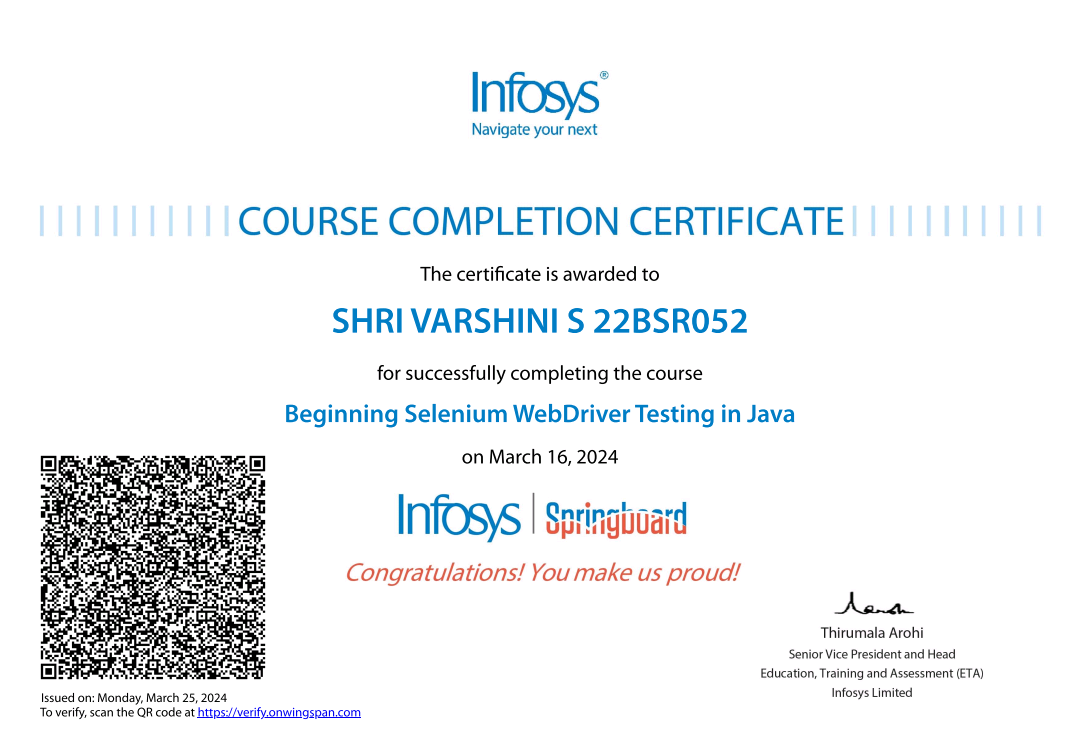 Infosys®
Navigate your next
COURSE COMPLETION CERTIFICATE
The certificate is awarded to
SHRI VARSHINI S 22BSR052
for successfully completing the course
Beginning Selenium WebDriver Testing in Java
on March 16, 2024
Infosys | Springboard
Congratulations! You make us proud!
Thirumala Arohi
Senior Vice President and Head
Education, Training and Assessment (ETA)
Infosys Limited
Issued on: Monday, March 25, 2024
To verify, scan the QR code at https://verify.onwingspan.com